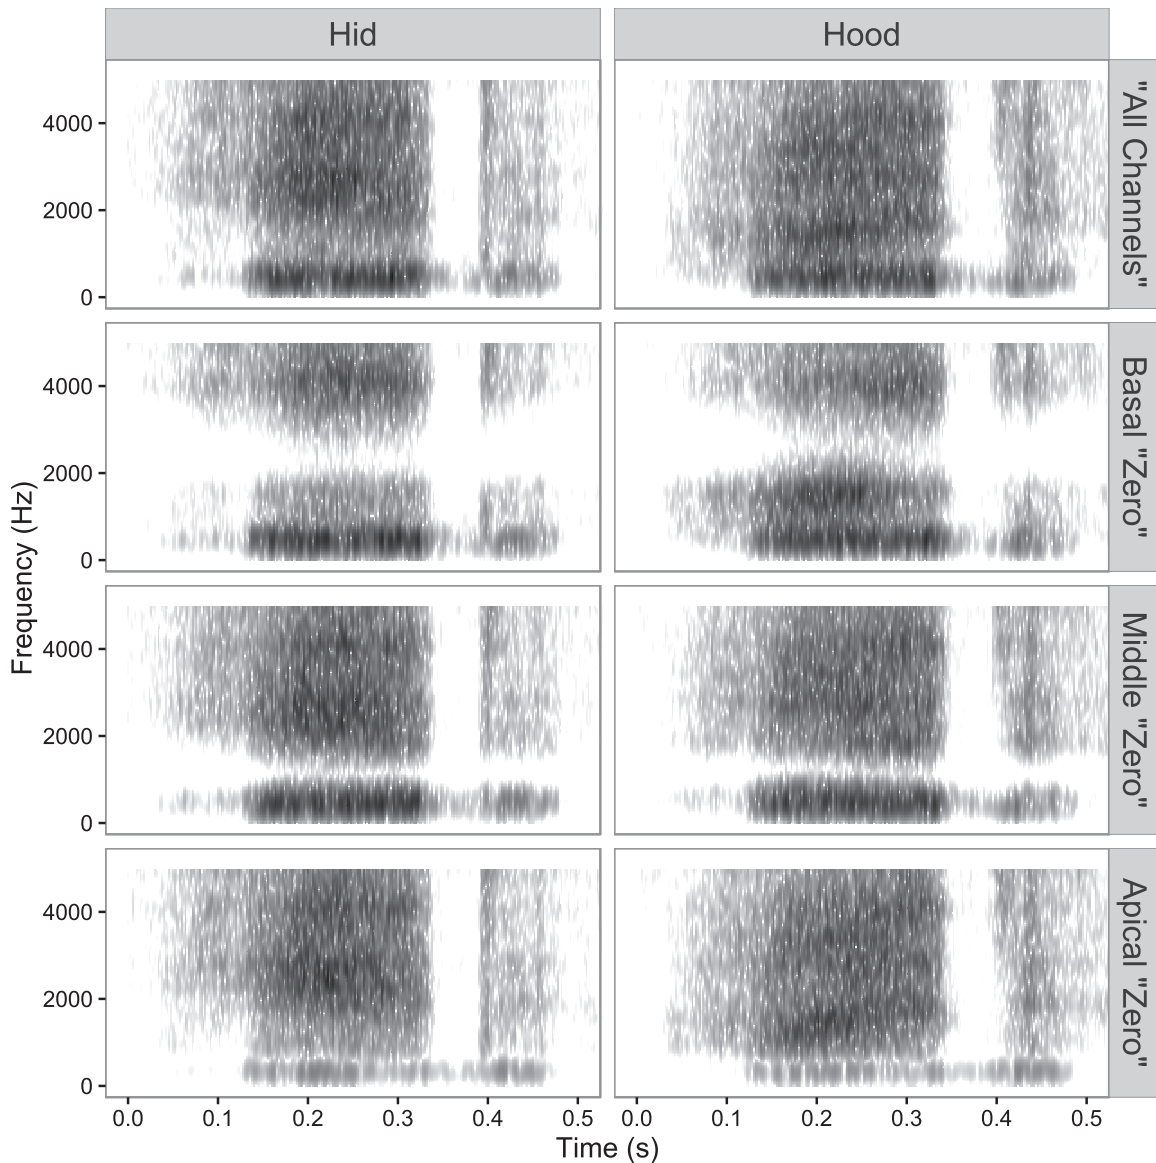 Hid
Hood
"All Channels"
4000
2000
0
Basal "Zero"
4000
2000
0
Middle "Zero"
4000
2000
0
Apical "Zero"
4000
2000
0
Frequency (Hz)
0.0 0.1 0.2 0.3 0.4 0.5
0.0 0.1 0.2 0.3 0.4 0.5
Time (s)